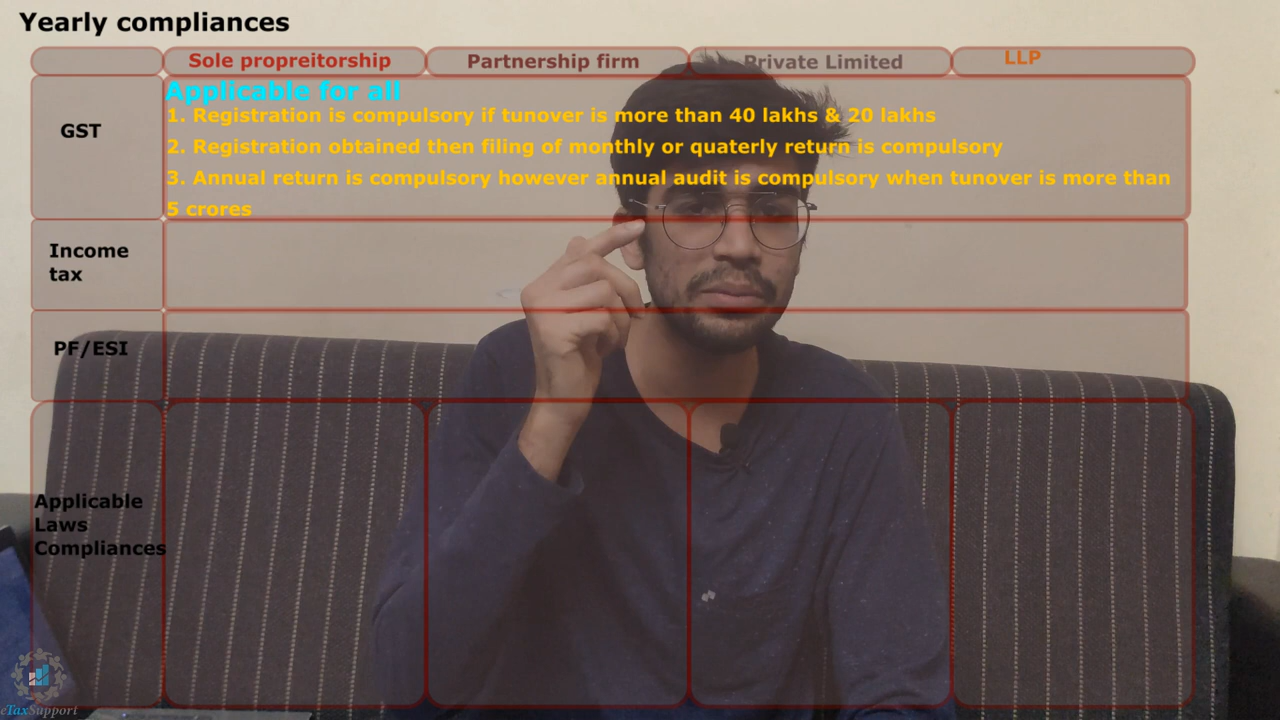 Yearly compliances
Sole propreitorship
Partnership firm
Private Limited
LLP
GST
Applicable for all
1. Registration is compulsory if tunover is more than 40 lakhs & 20 lakhs
2. Registration obtained then filing of monthly or quaterly return is compulsory
3. Annual return is compulsory however annual audit is compulsory when tunover is more than
5 crores
Income
tax
PF/ESI
Applicable
Laws
Compliances
eTaxSupport